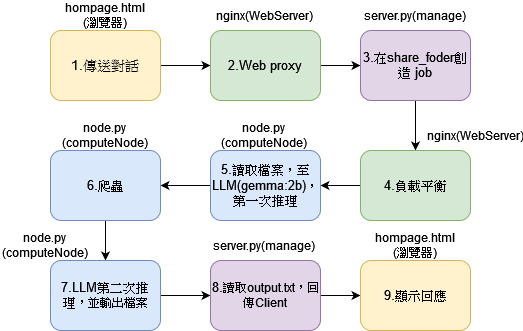 hompage.html
(瀏覽器)
1.傳送對話
nginx(WebServer)
2.Web proxy
server.py(manage)
3.在share_foder創
造 job
nginx(WebServer)
4.負載平衡
node.py
(computeNode)
5.讀取檔案，至
LLM(gemma:2b)，
第一次推理
node.py
(computeNode)
6.爬蟲
node.py
(computeNode)
7.LLM第二次推
理，並輸出檔案
server.py(manage)
8.讀取output.txt，回
傳Client
hompage.html
(瀏覽器)
9.顯示回應